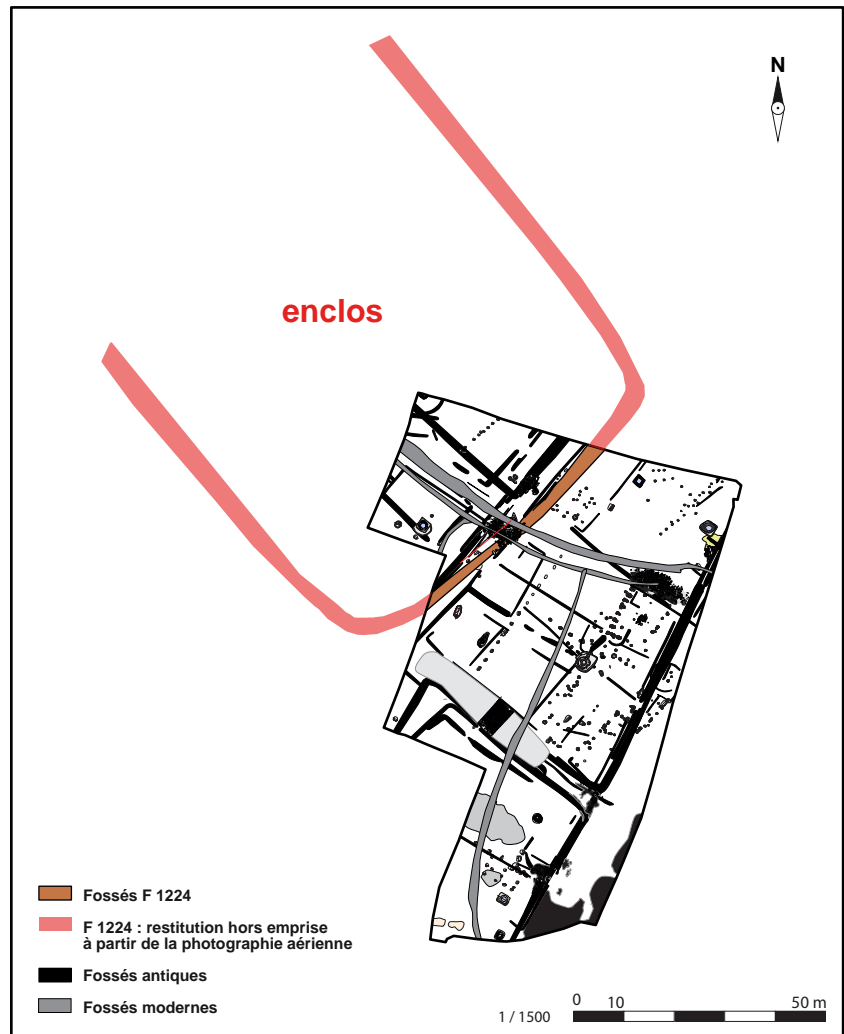 N
enclos
Fossés F 1224
F 1224 : restitution hors emprise
à partir de la photographie aérienne
Fossés antiques
Fossés modernes
1 / 1500
0 10 50 m